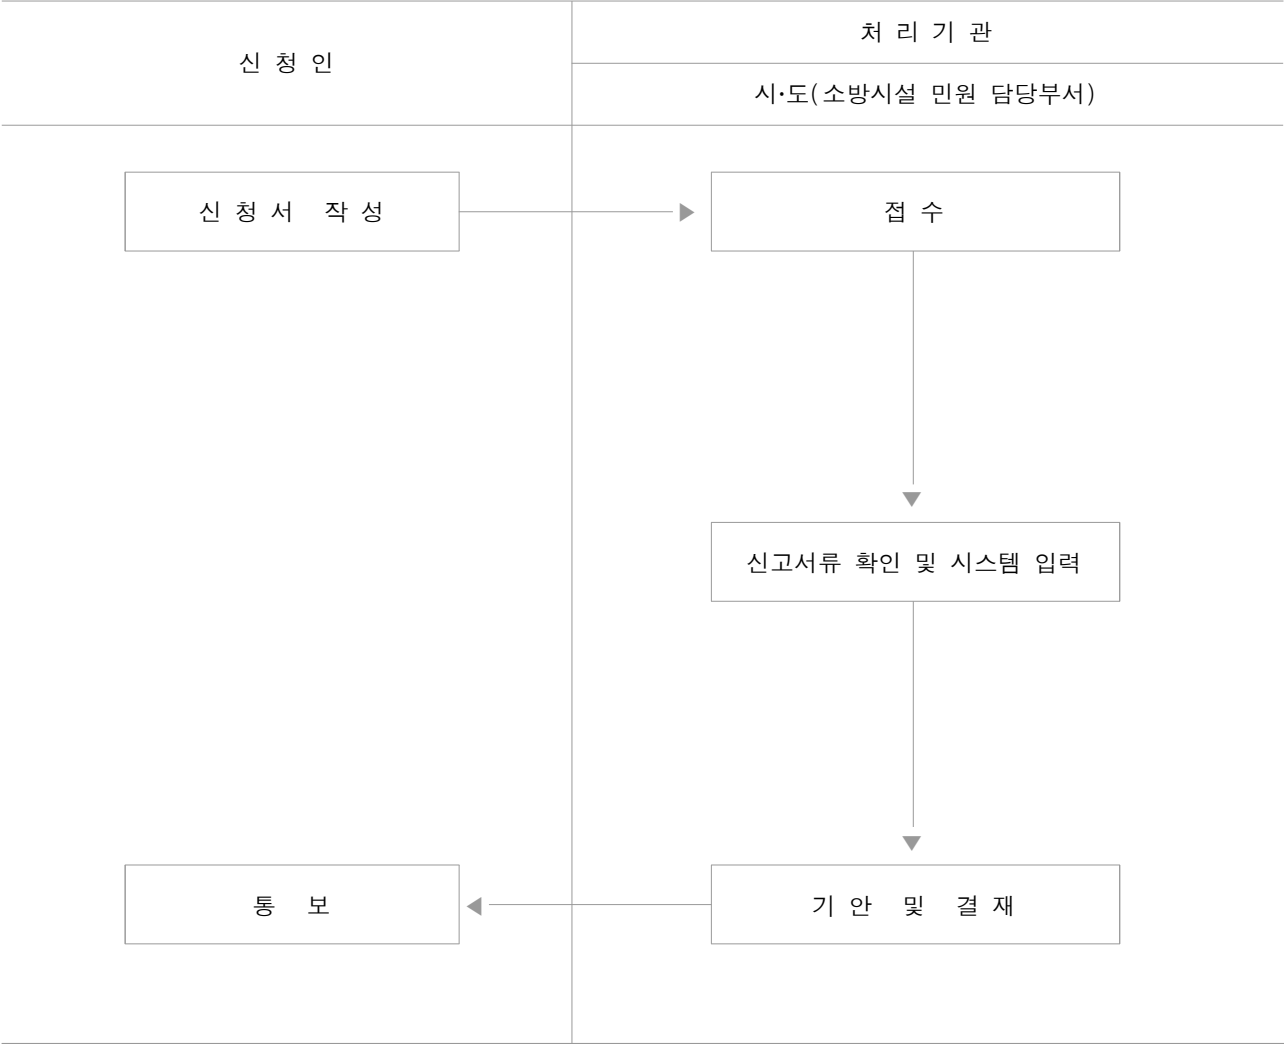 신 청 인
처 리 기 관
시·도(소방시설 민원 담당부서)
신 청 서 작 성
접 수
신고서류 확인 및 시스템 입력
기 안 및 결 재
통 보